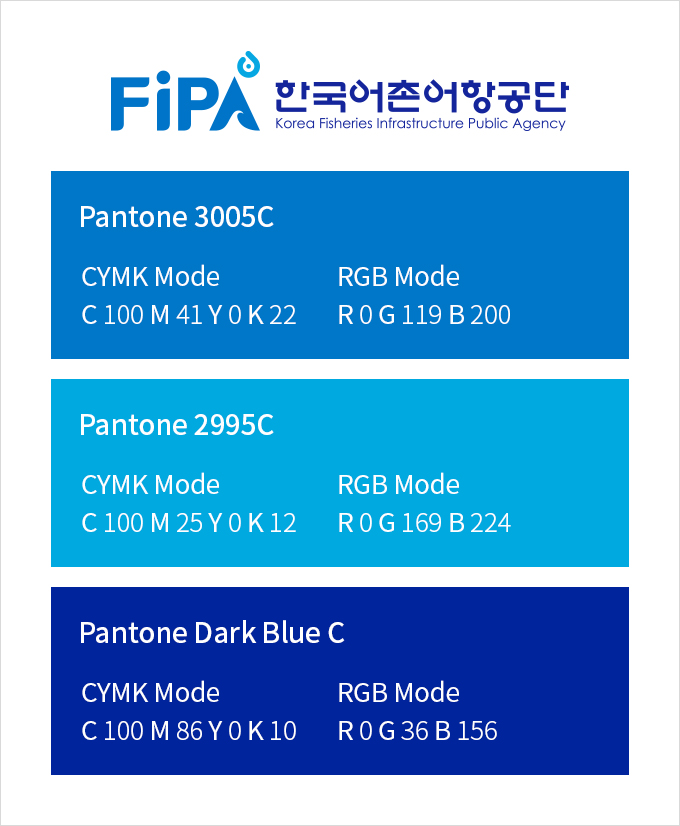 FiPA 한국어촌어항공단
Korea Fisheries Infrastructure Public Agency
Pantone 3005C
CYMK Mode RGB Mode
C 100 M 41 Y 0 K 22 R 0 G 119 B 200
Pantone 2995C
CYMK Mode RGB Mode
C 100 M 25 Y 0 K 12 R 0 G 169 B 224
Pantone Dark Blue C
CYMK Mode RGB Mode
C 100 M 86 Y 0 K 10 R 0 G 36 B 156